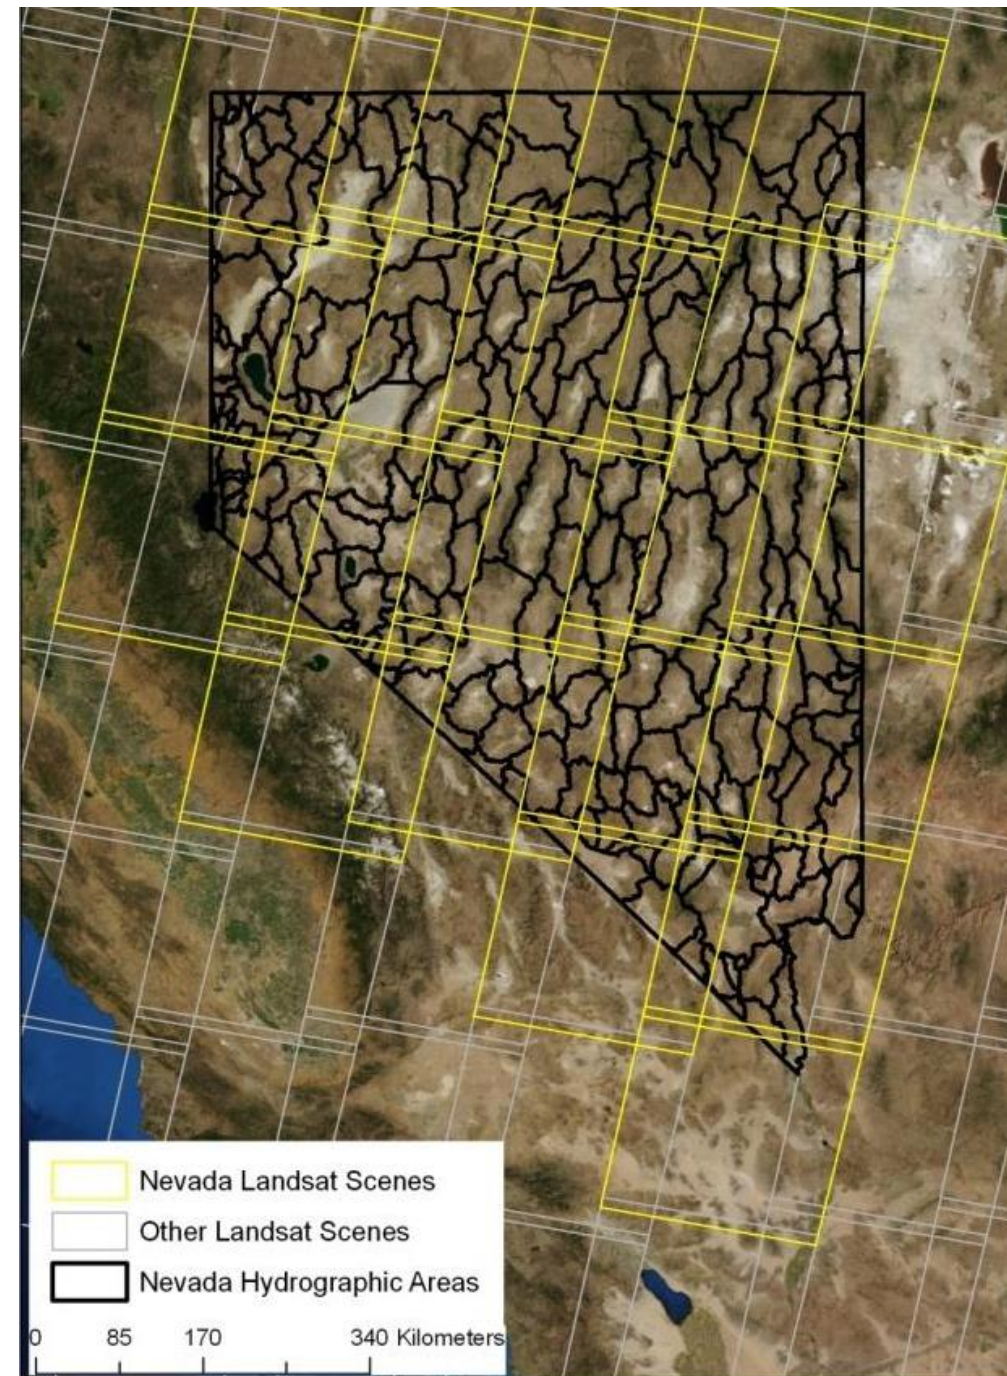 Nevada Landsat Scenes
Other Landsat Scenes
Nevada Hydrographic Areas
0 85 170 340 Kilometers